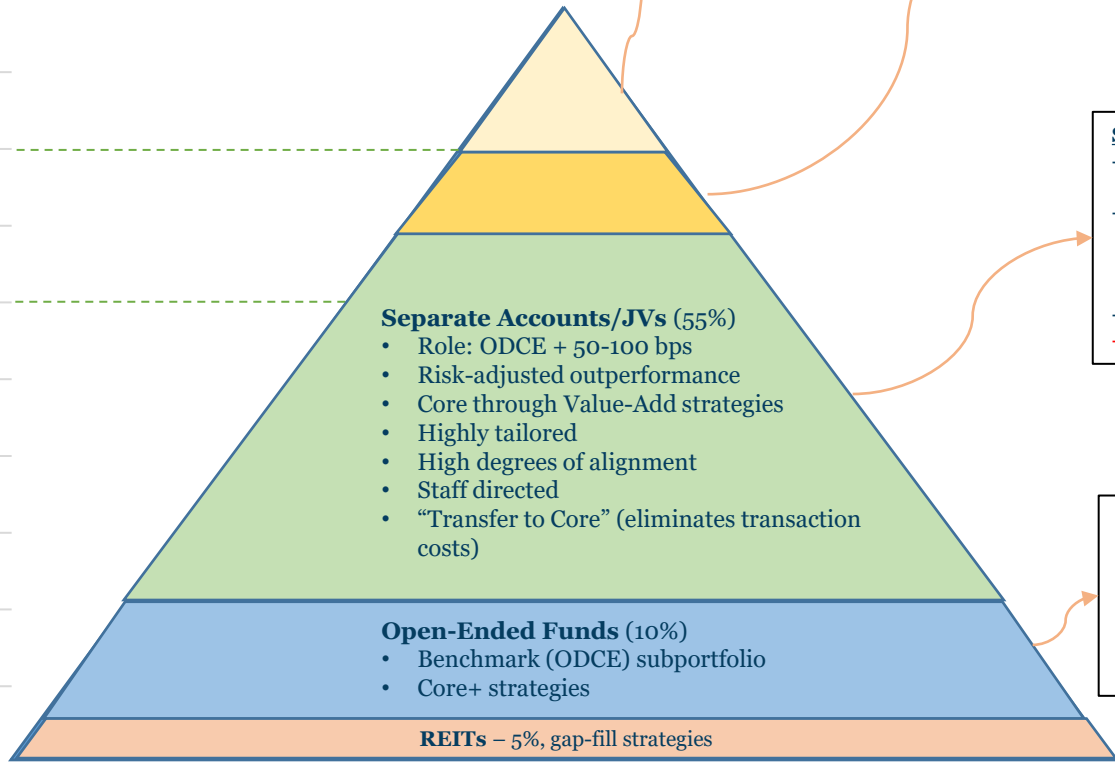 Separate Accounts/JVs (55%)
• Role: ODCE + 50-100 bps
• Risk-adjusted outperformance
• Core through Value-Add strategies
• Highly tailored
• High degrees of alignment
• Staff directed
• “Transfer to Core” (eliminates transaction
costs)
Open-Ended Funds (10%)
• Benchmark (ODCE) subportfolio
• Core+ strategies
REITs – 5%, gap-fill strategies